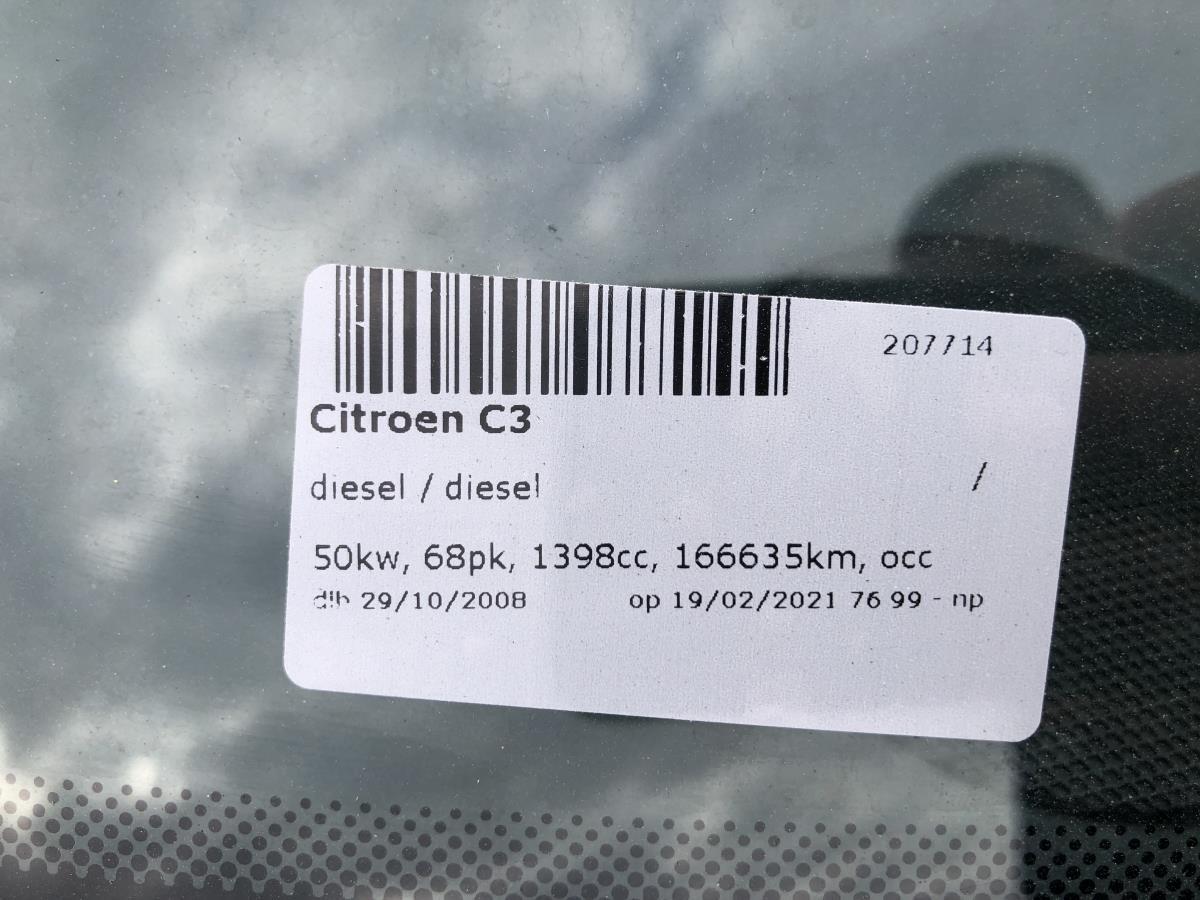 207714
Citroen C3
diesel / diesel /
50kw, 68pk, 1398cc, 166635km, occ
29/10/2008 op 19/02/2021 76 99 - np